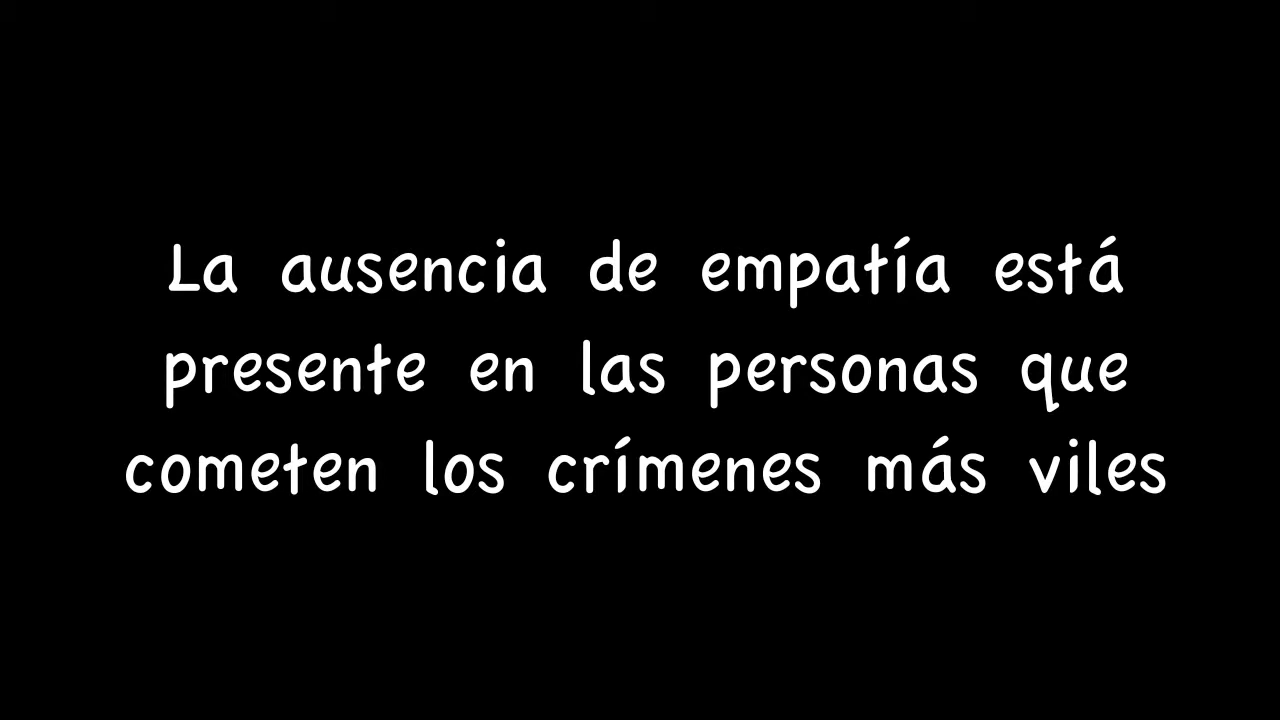 La ausencia de empatía está
presente en las personas que
cometen los crímenes más viles